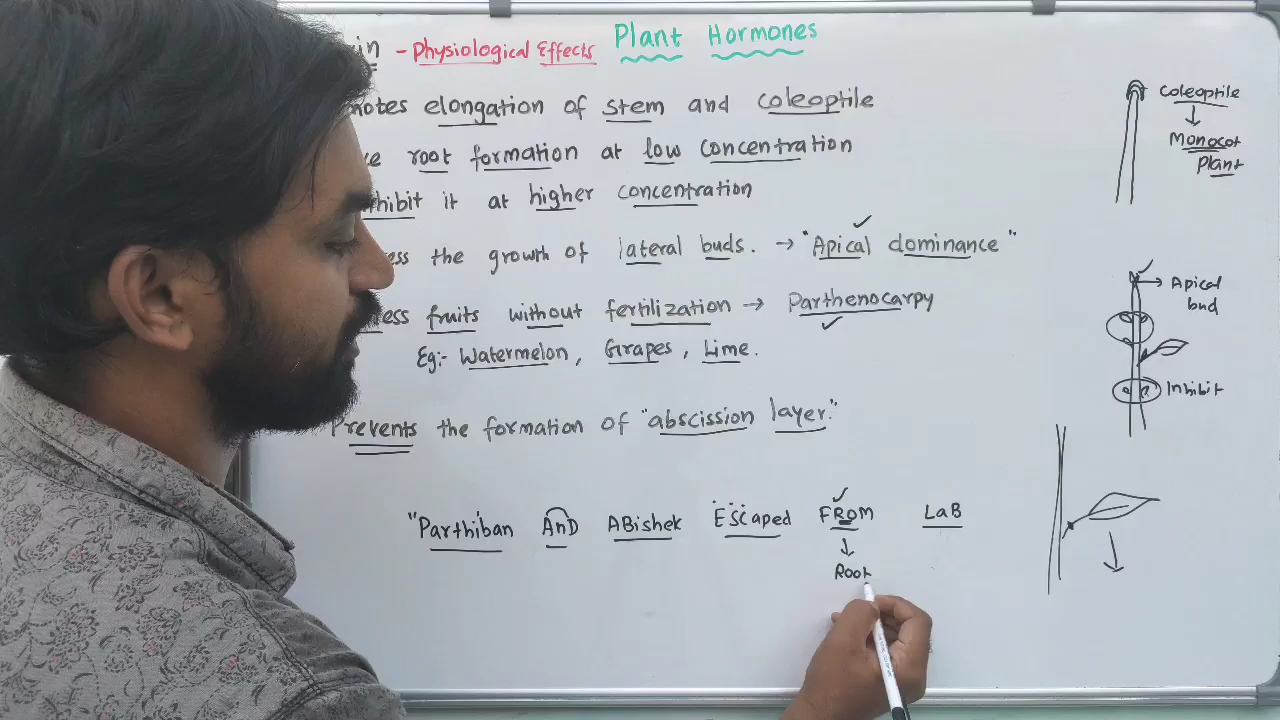 - Physiological Effects Plant Hormones
elongation of stem and coleoptile
root formation at low concentration
it at higher concentration
the growth of lateral buds. → "Apical dominance"
fruits without fertilization → Parthenocarpy
Eg:- Watermelon, Grapes, Lime.
Prevents the formation of "abscission layer."
"Parthiban AnD ABishek Escaped FROM LaB
↓
Root
Coleoptile
↓
Monocot
Plant
→ Apical
bud
Inhibit